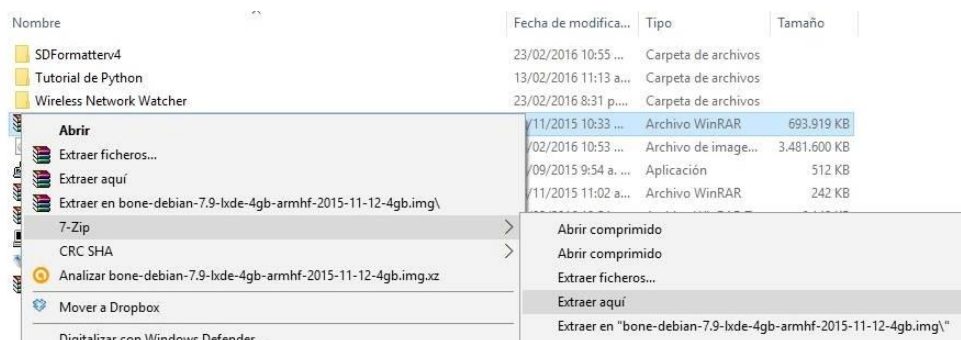 Nombre Fecha de modifica... Tipo Tamaño
SDFormatterv4 23/02/2016 10:55 ... Carpeta de archivos
Tutorial de Python 13/02/2016 11:13 a... Carpeta de archivos
Wireless Network Watcher 23/02/2016 8:31 p.... Carpeta de archivos
/11/2015 10:33 ... Archivo WinRAR 693.919 KB
/02/2016 10:53 ... Archivo de image... 3.481.600 KB
/09/2015 9:54 a. ... Aplicación 512 KB
/11/2015 11:02 a... Archivo WinRAR 242 KB
Abrir
Extraer ficheros...
Extraer aquí
Extraer en bone-debian-7.9-lxde-4gb-armhf-2015-11-12-4gb.img\
7-Zip
CRC SHA
Analizar bone-debian-7.9-lxde-4gb-armhf-2015-11-12-4gb.img.xz
Mover a Dropbox
Digitalizar con Windows Defender...
Abrir comprimido
Abrir comprimido
Extraer ficheros...
Extraer aquí
Extraer en "bone-debian-7.9-lxde-4gb-armhf-2015-11-12-4gb.img\"